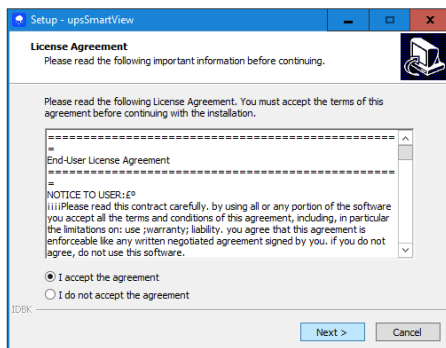 Setup - upsSmartView
License Agreement
Please read the following important information before continuing.
Please read the following License Agreement. You must accept the terms of this
agreement before continuing with the installation.
====================================================
=
End-User License Agreement
====================================================
=
NOTICE TO USER:£º
¡¡¡¡Please read this contract carefully. by using all or any portion of the software
you accept all the terms and conditions of this agreement, including, in particular
the limitations on: use ;warranty; liability. you agree that this agreement is
enforceable like any written negotiated agreement signed by you. if you do not
agree, do not use this software.
I accept the agreement
I do not accept the agreement
IDBK
Next >
Cancel